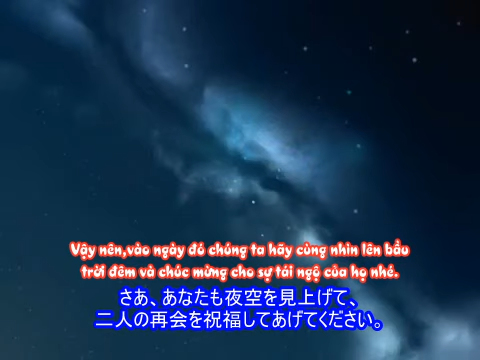 Vậy nên,vào ngày đó chúng ta hãy cùng nhìn lên bầu
trời đêm và chúc mừng cho sự tái ngộ của họ nhé.
さあ、あなたも夜空を見上げて、
二人の再会を祝福してあげてください。